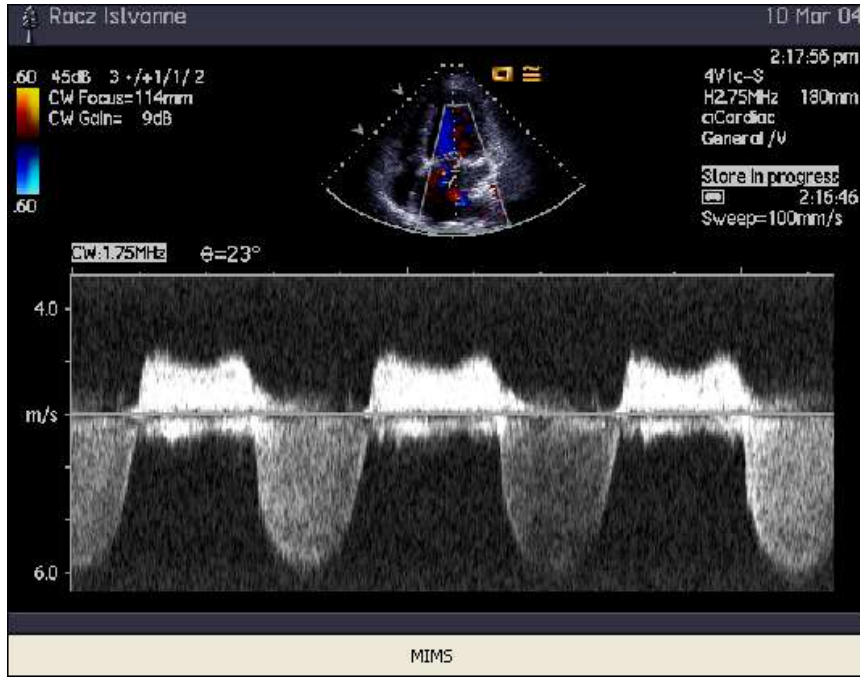 Racz Istvanne 10 Mar 04
2:17:56 pm
.60 45dB 3 ·/+1/1/2
CW Focus=114mm
CW Gain= 9dB
.60
4V1c-S
H2.75MHz 180mm
aCardiac
General /V
Store in progress
2:16:46
Sweep=100mm/s
CW:1.75MHz θ=23°
4.0
m/s
6.0
MIMS